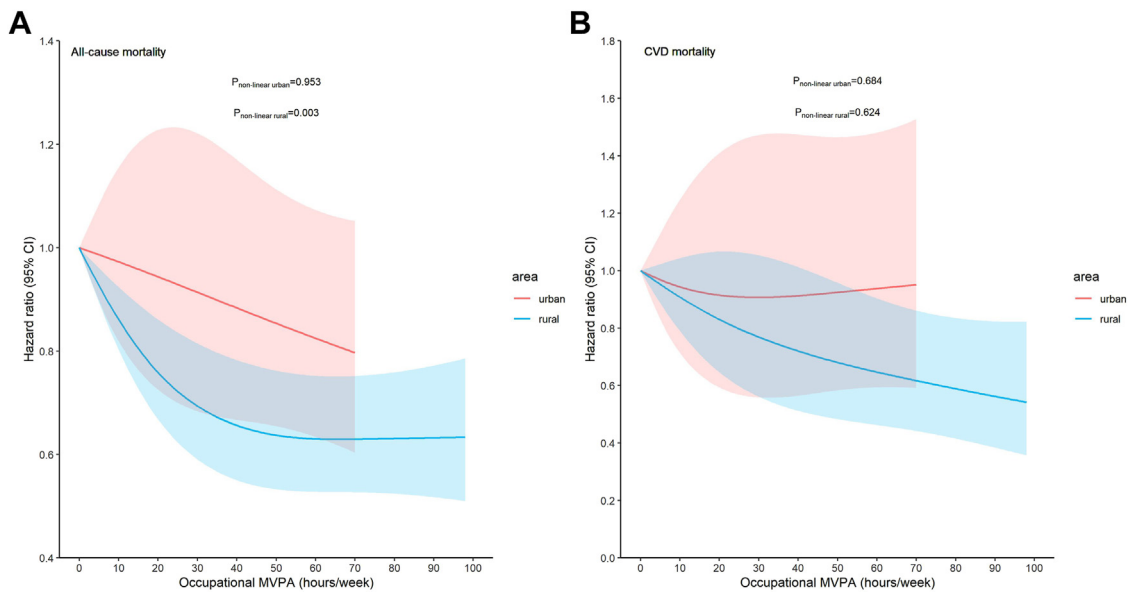 A
All-cause mortality
P non-linear urban=0.953
P non-linear rural=0.003
1.4
1.2
1.0
0.8
0.6
0.4
Hazard ratio (95% CI)
0 10 20 30 40 50 60 70 80 90 100
Occupational MVPA (hours/week)
area
urban
rural
B
CVD mortality
P non-linear urban=0.684
P non-linear rural=0.624
1.8
1.6
1.4
1.2
1.0
0.8
0.6
0.4
0.2
0.0
Hazard ratio (95% CI)
0 10 20 30 40 50 60 70 80 90 100
Occupational MVPA (hours/week)
area
urban
rural